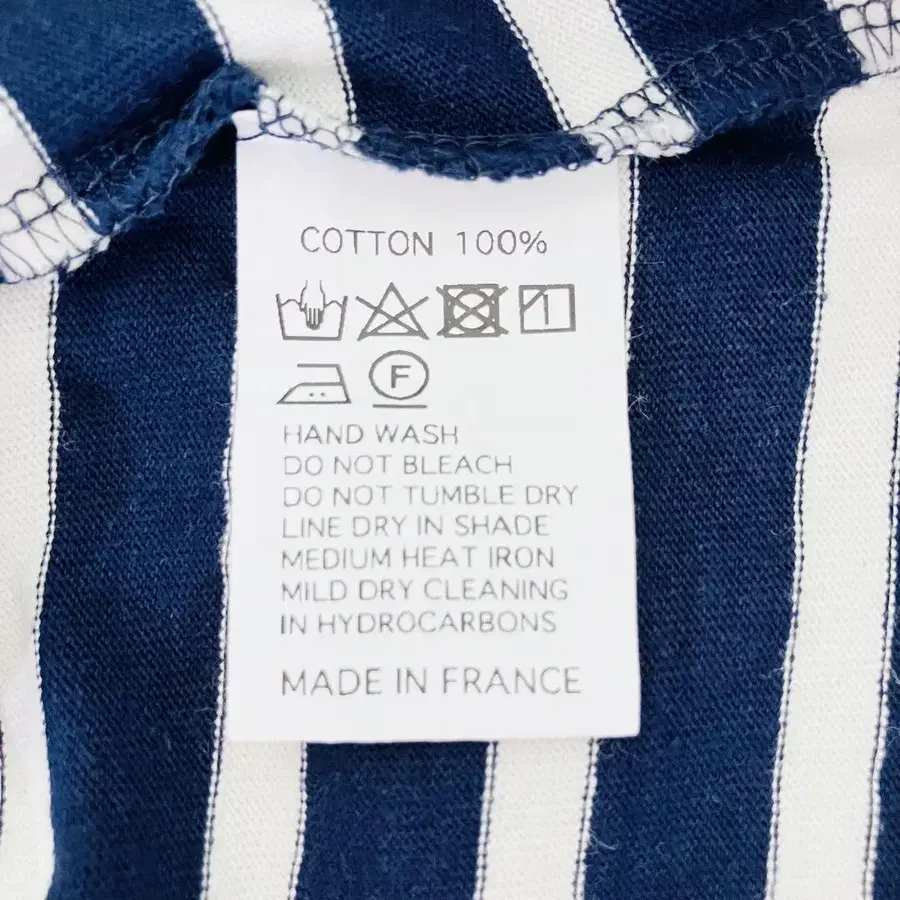 COTTON 100%
F
HAND WASH
DO NOT BLEACH
DO NOT TUMBLE DRY
LINE DRY IN SHADE
MEDIUM HEAT IRON
MILD DRY CLEANING
IN HYDROCARBONS
MADE IN FRANCE